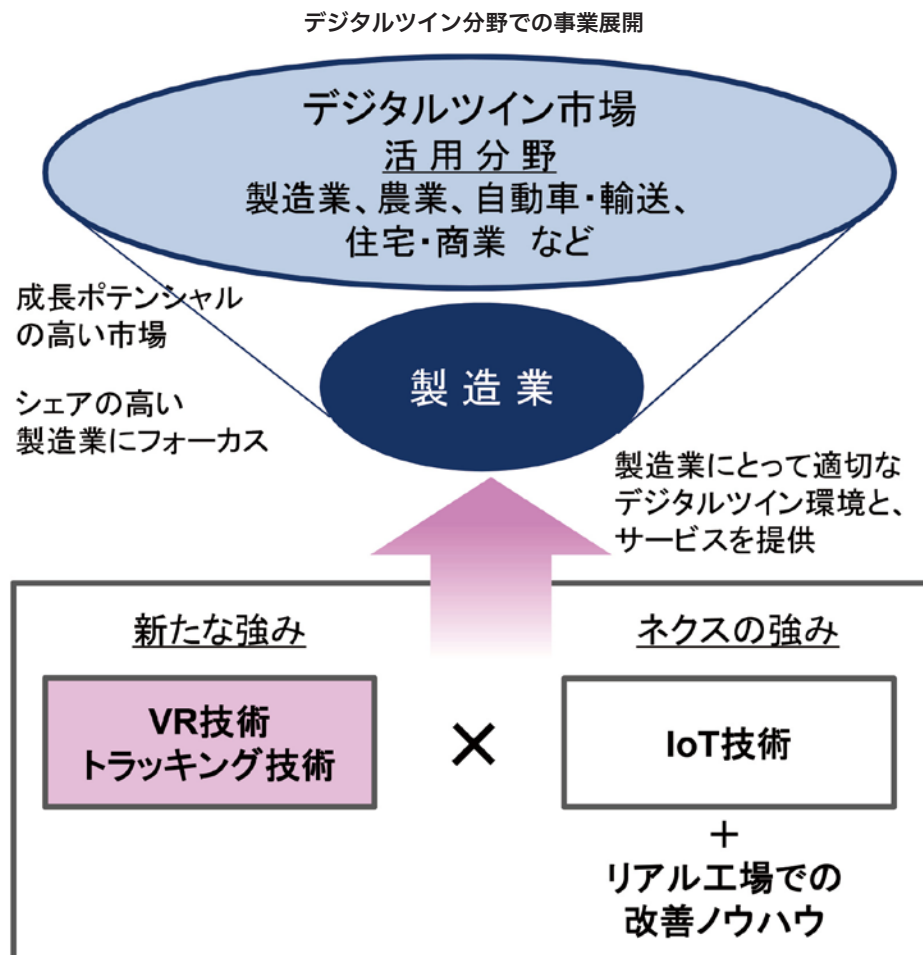 デジタルツイン分野での事業展開
デジタルツイン市場
活用分野
製造業、農業、自動車・輸送、
住宅・商業 など
成長ポテンシャル
の高い市場
シェアの高い
製造業にフォーカス
製造業
製造業にとって適切な
デジタルツイン環境と、
サービスを提供
新たな強み
VR技術
トラッキング技術
×
ネクスの強み
IoT技術
＋
リアル工場での
改善ノウハウ